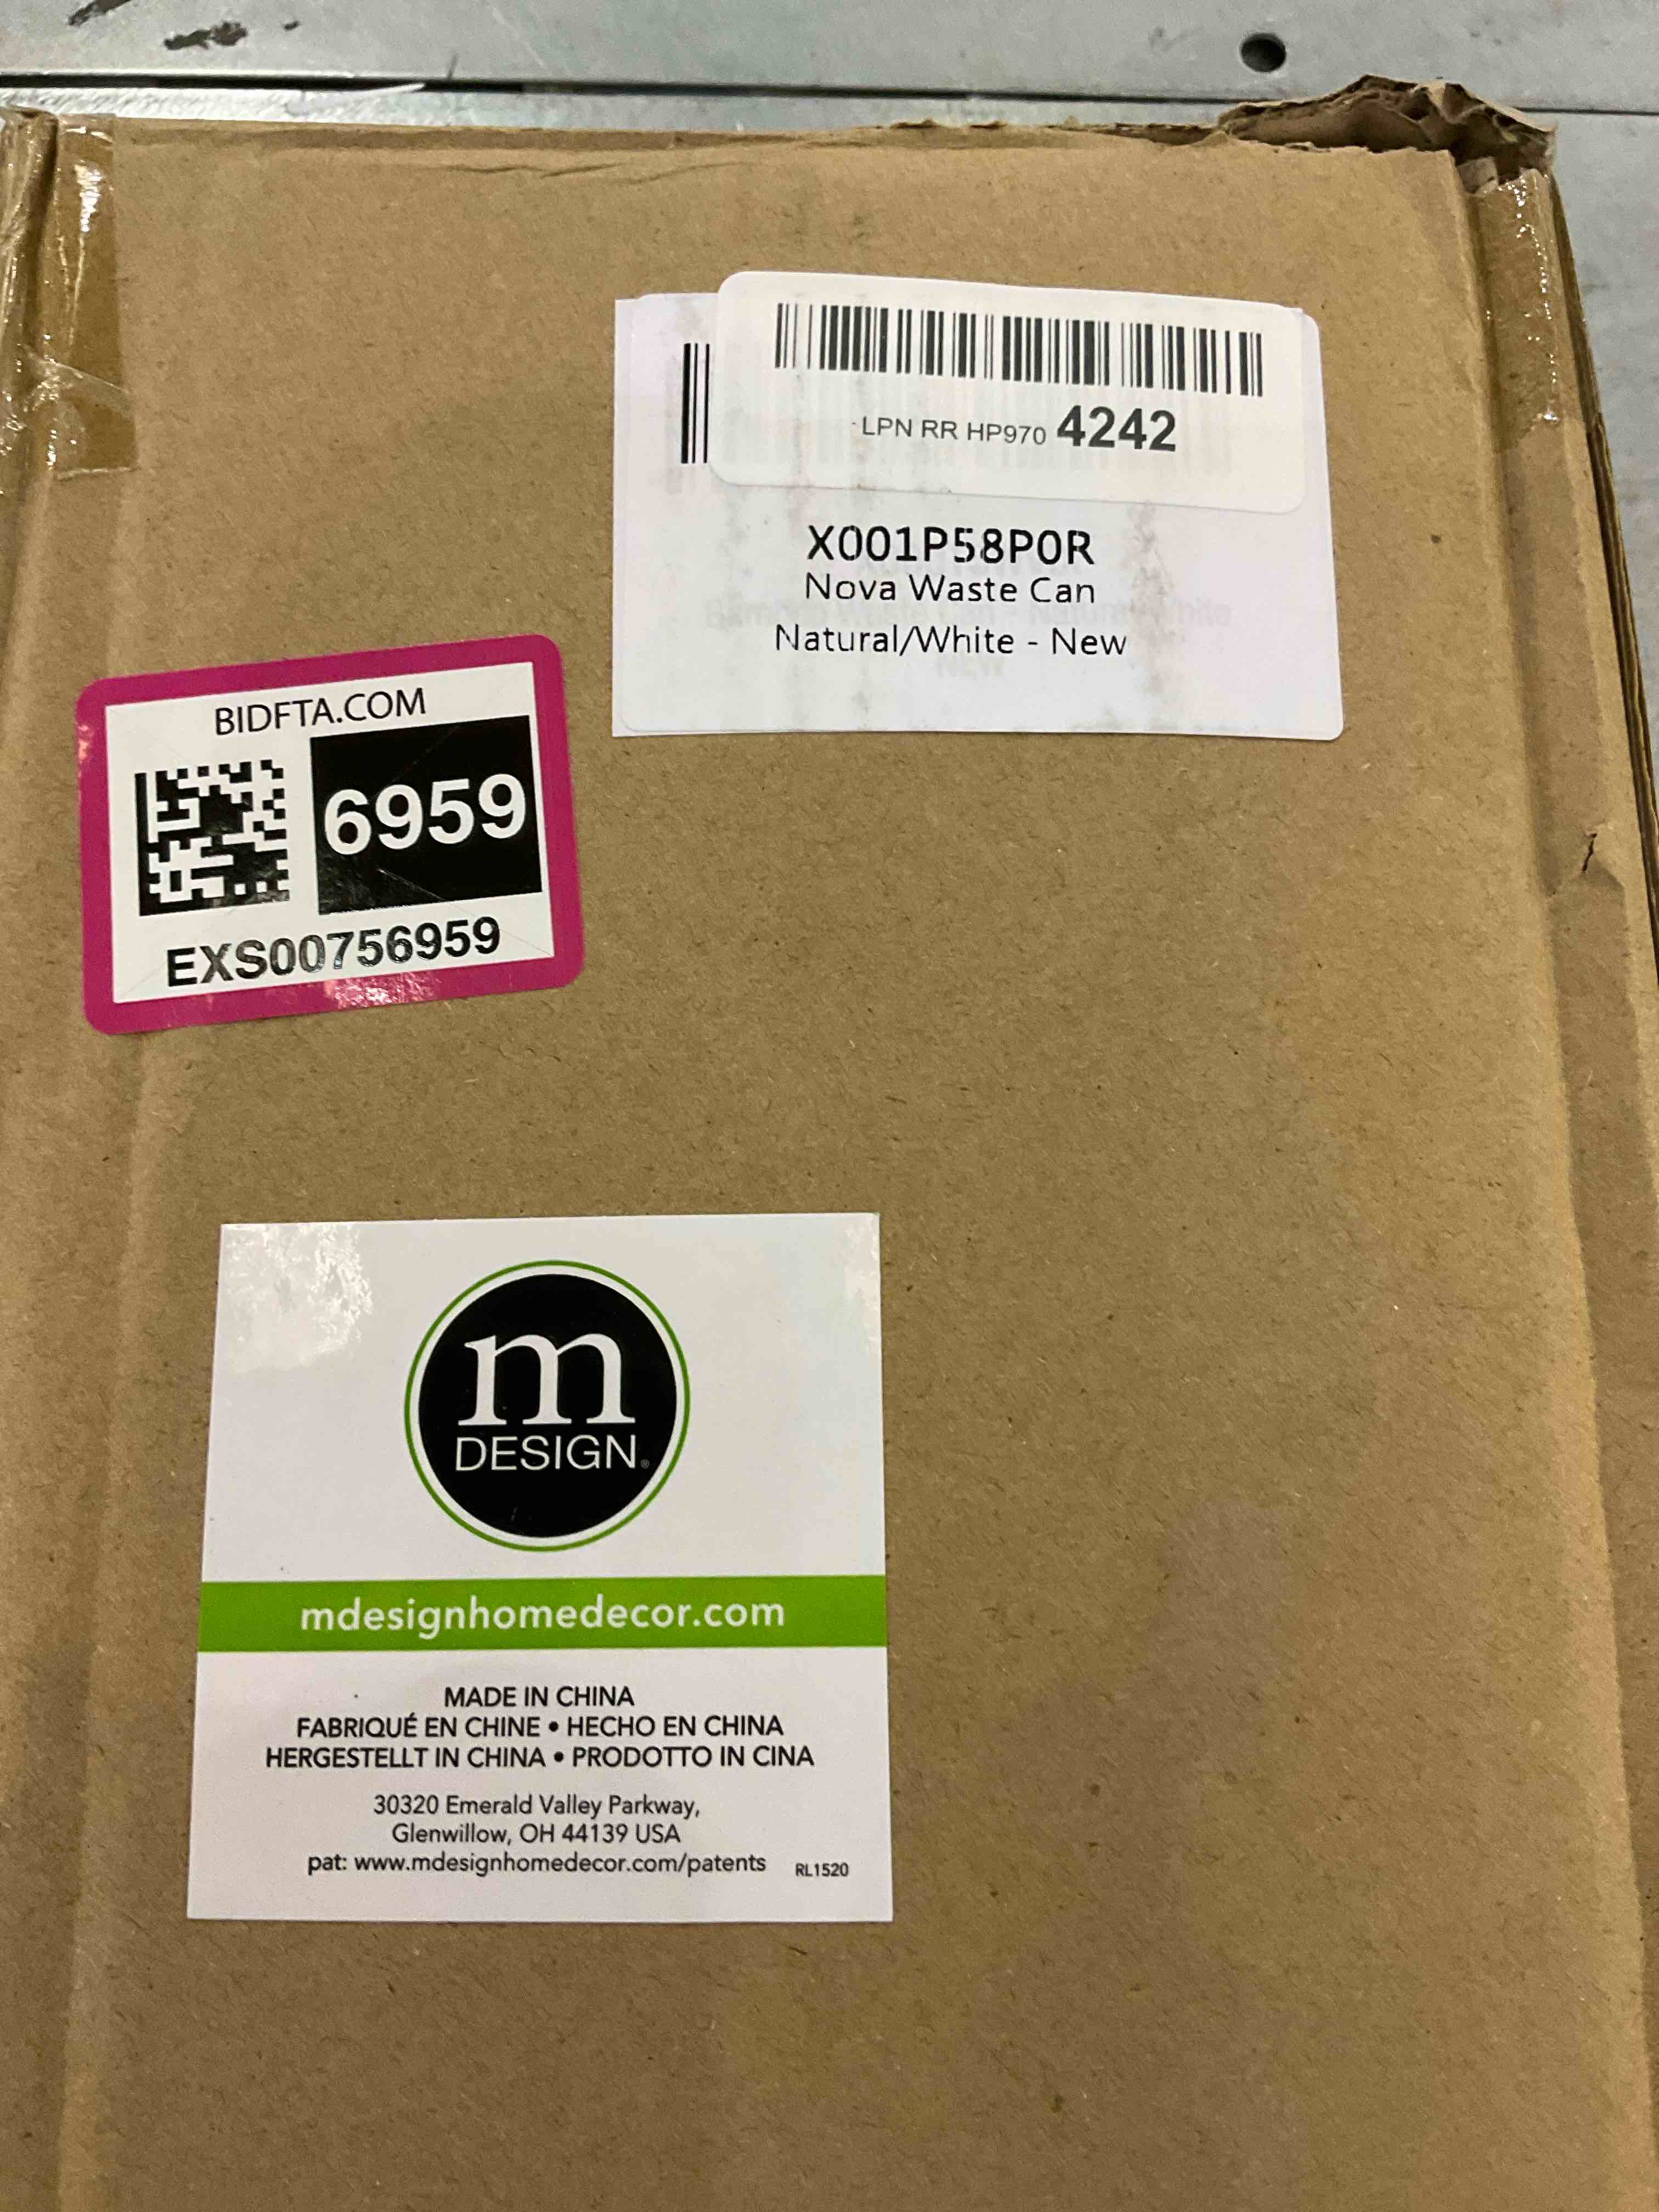 LPN RR HP970 4242
X001P58P0R
Nova Waste Can
Natural/White - New
BIDFTA.COM
6959
EXS00756959
m
DESIGN®
mdesignhomedecor.com
MADE IN CHINA
FABRIQUÉ EN CHINE • HECHO EN CHINA
HERGESTELLT IN CHINA • PRODOTTO IN CINA
30320 Emerald Valley Parkway,
Glenwillow, OH 44139 USA
pat: www.mdesignhomedecor.com/patents RL1520